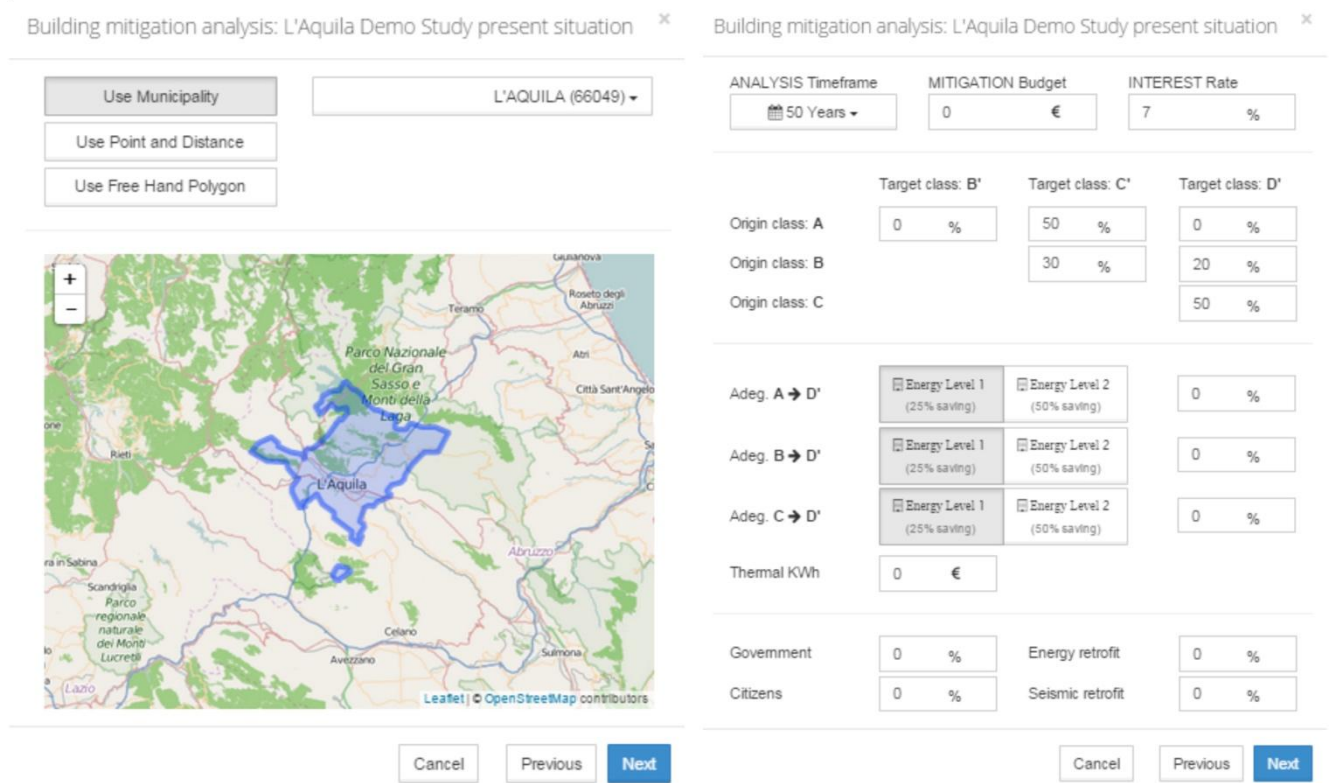 Building mitigation analysis: L'Aquila Demo Study present situation ×
Use Municipality
L'AQUILA (66049)
Use Point and Distance
Use Free Hand Polygon
+
−
Giulianova
Teramo
Roseto degli
Abruzzi
Parco Nazionale
del Gran
Sasso e
Monti della
Laga
Atri
Città Sant'Angelo
one
Rieti
L'Aquila
Abruzzo
ra in Sabina
Scandriglia
Parco
regionale
naturale
dei Monti
Lucretili
Celano
Avezzano
Sulmona
Lazio
Leaflet | © OpenStreetMap contributors
Cancel Previous Next
Building mitigation analysis: L'Aquila Demo Study present situation ×
ANALYSIS Timeframe MITIGATION Budget INTEREST Rate
50 Years 0 € 7 %
Target class: B' Target class: C' Target class: D'
Origin class: A 0 % 50 % 0 %
Origin class: B 30 % 20 %
Origin class: C 50 %
Adeg. A → D' Energy Level 1 (25% saving) Energy Level 2 (50% saving) 0 %
Adeg. B → D' Energy Level 1 (25% saving) Energy Level 2 (50% saving) 0 %
Adeg. C → D' Energy Level 1 (25% saving) Energy Level 2 (50% saving) 0 %
Thermal KWh 0 €
Government 0 % Energy retrofit 0 %
Citizens 0 % Seismic retrofit 0 %
Cancel Previous Next